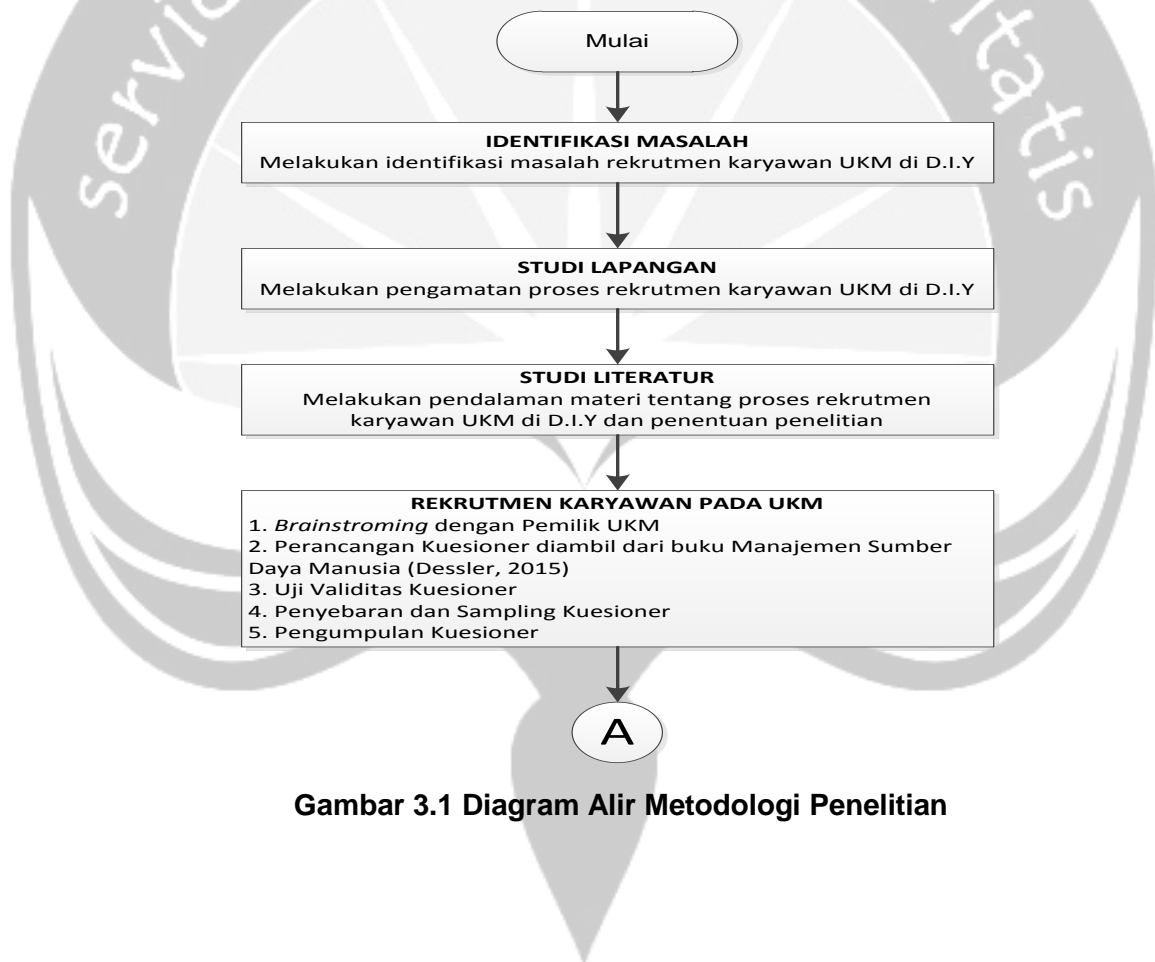 servi
ritatis
Mulai
IDENTIFIKASI MASALAH
Melakukan identifikasi masalah rekrutmen karyawan UKM di D.I.Y
STUDI LAPANGAN
Melakukan pengamatan proses rekrutmen karyawan UKM di D.I.Y
STUDI LITERATUR
Melakukan pendalaman materi tentang proses rekrutmen
karyawan UKM di D.I.Y dan penentuan penelitian
REKRUTMEN KARYAWAN PADA UKM
1. Brainstroming dengan Pemilik UKM
2. Perancangan Kuesioner diambil dari buku Manajemen Sumber
Daya Manusia (Dessler, 2015)
3. Uji Validitas Kuesioner
4. Penyebaran dan Sampling Kuesioner
5. Pengumpulan Kuesioner
A
Gambar 3.1 Diagram Alir Metodologi Penelitian